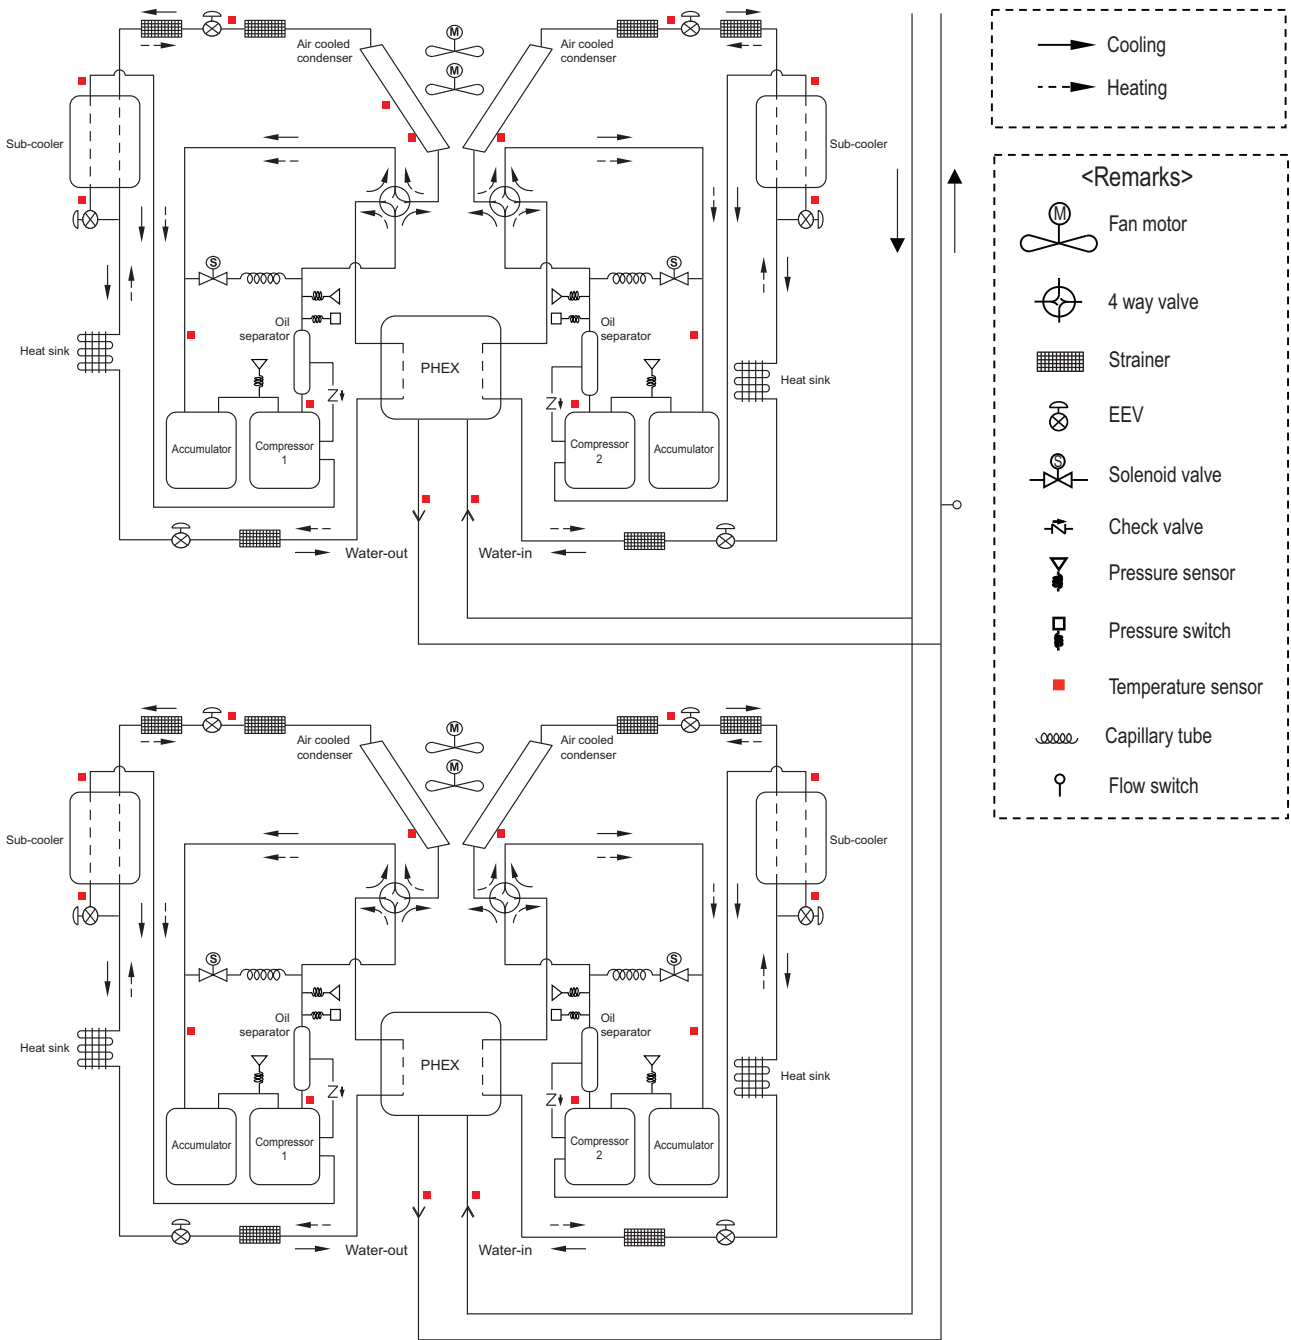 Air cooled
condenser
M
M
Air cooled
condenser
Sub-cooler
Sub-cooler
S
S
Oil
separator
Oil
separator
Heat sink
PHEX
Heat sink
Accumulator
Compressor
1
Compressor
2
Accumulator
Water-out
Water-in
Air cooled
condenser
M
M
Air cooled
condenser
Sub-cooler
Sub-cooler
S
S
Oil
separator
Oil
separator
Heat sink
PHEX
Heat sink
Accumulator
Compressor
1
Compressor
2
Accumulator
Water-out
Water-in
Cooling
Heating
<Remarks>
M
Fan motor
4 way valve
Strainer
EEV
S
Solenoid valve
Check valve
Pressure sensor
Pressure switch
Temperature sensor
Capillary tube
Flow switch